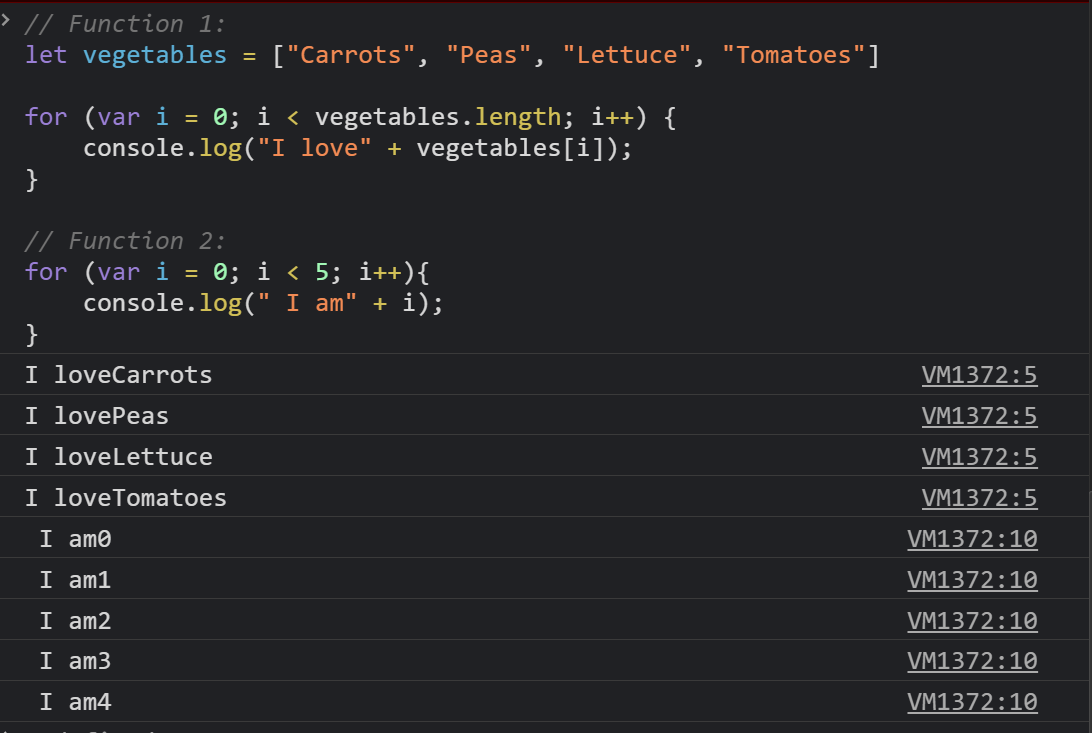 // Function 1:
let vegetables = ["Carrots", "Peas", "Lettuce", "Tomatoes"]
for (var i = 0; i < vegetables.length; i++) {
    console.log("I love" + vegetables[i]);
}
// Function 2:
for (var i = 0; i < 5; i++){
    console.log(" I am" + i);
}
I loveCarrots VM1372:5
I lovePeas VM1372:5
I loveLettuce VM1372:5
I loveTomatoes VM1372:5
 I am0 VM1372:10
 I am1 VM1372:10
 I am2 VM1372:10
 I am3 VM1372:10
 I am4 VM1372:10